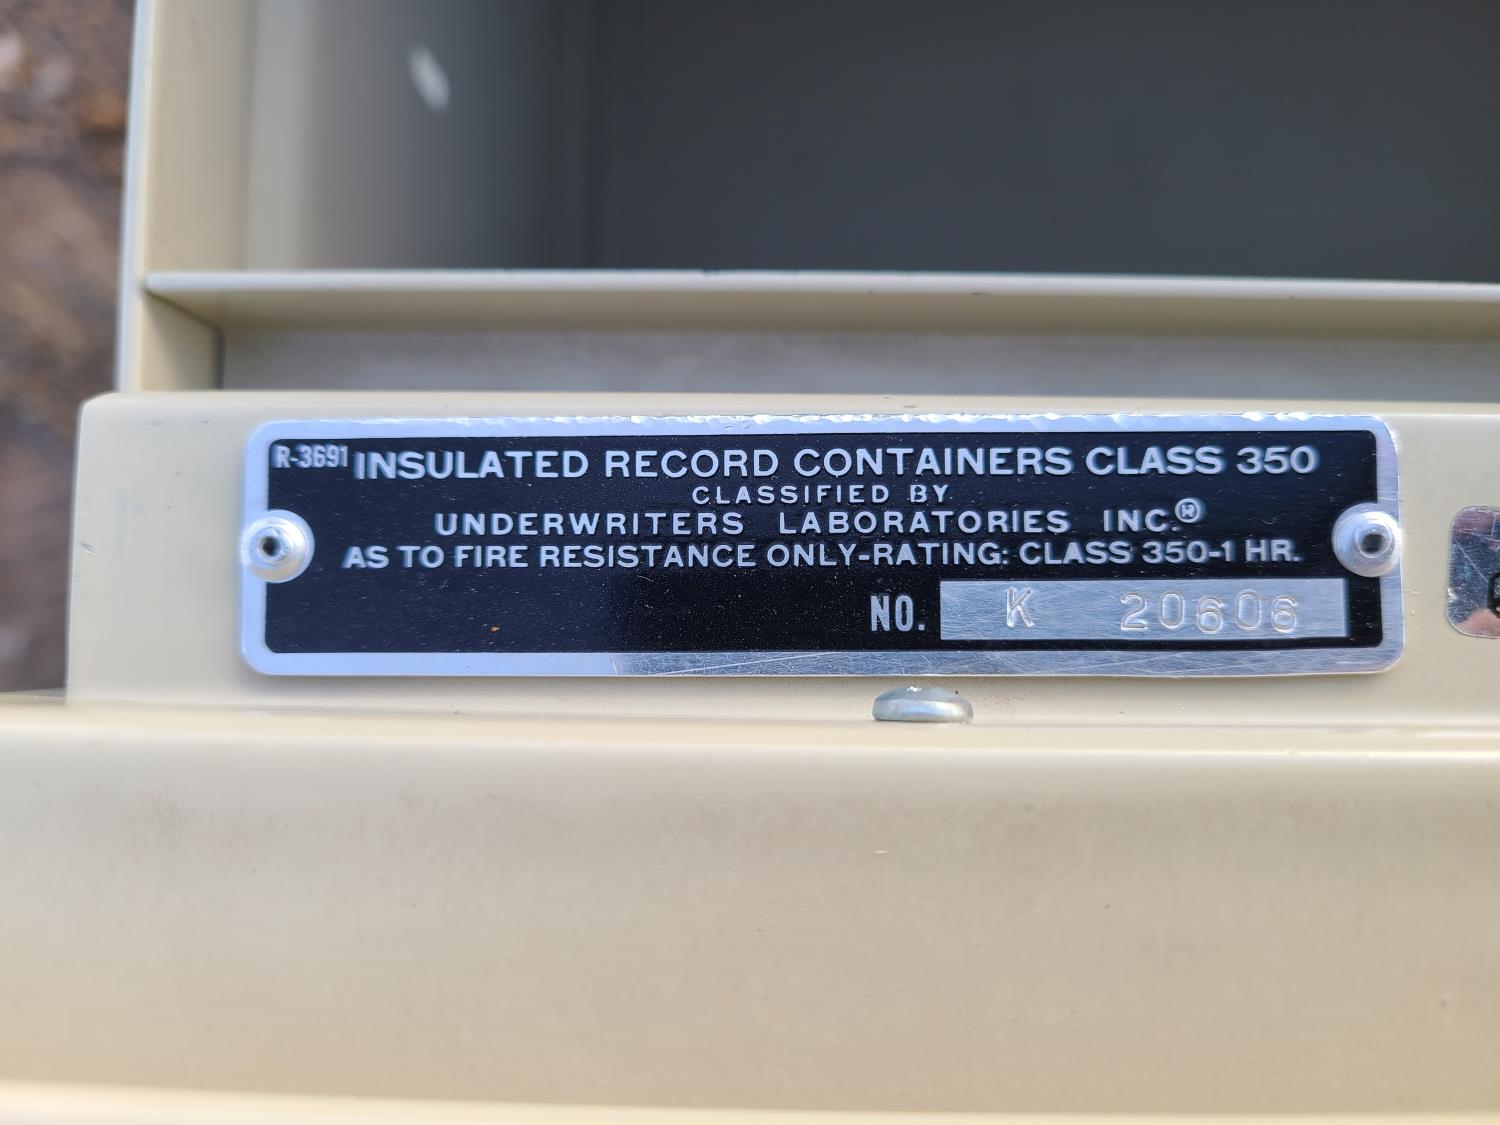 R-3691 INSULATED RECORD CONTAINERS CLASS 350
CLASSIFIED BY
UNDERWRITERS LABORATORIES INC.®
AS TO FIRE RESISTANCE ONLY-RATING: CLASS 350-1 HR.
NO. K 20606